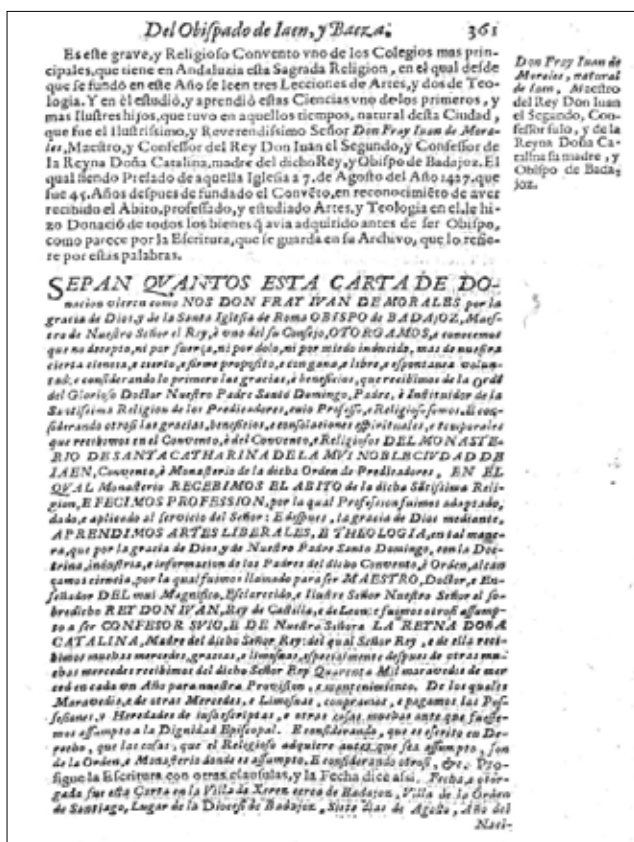 Del Obispado de Iaen, y Baeza. 361
Es este grave, y Religioso Convento vno de los Colegios mas prin-
cipales, que tiene en Andaluzia esta Sagrada Religion, en el qual desde
que se fundó en este Año se leen tres Lecciones de Artes, y dos de Teo-
logia. Y en èl estudió, y aprendió estas Ciencias vno de los primeros, y
mas Ilustres hijos, que tuvo en aquellos tiempos, natural desta Ciudad,
que fue el Ilustrissimo, y Reverendissimo Señor Don Fray Iuan de Mora-
les, Maestro, y Confessor del Rey Don Iuan el Segundo, y Confessor de
la Reyna Doña Catalina, madre del dicho Rey, y Obispo de Badajoz. El
qual siendo Prelado de aquella Iglesia a 7. de Agosto del Año 1427. que
fue 45. Años despues de fundado el Convēto, en reconocimiēto de aver
recibido el Abito, professado, y estudiado Artes, y Teologia en el, le hi-
zo Donació de todos los bienes q̄ avia adquirido antes de ser Obispo,
como parece por la Escritura, que se guarda en su Archivo, que lo refie-
re por estas palabras.
Don Fray Iuan de
Morales, natural
de Iaen, Maestro
del Rey Don Iuan
el Segundo, Con-
fessor suio, y de la
Reyna Doña Ca-
talina su madre, y
Obispo de Bada-
joz.
SEPAN QVANTOS ESTA CARTA DE DO-
nacion vieren como NOS DON FRAT IVAN DE MORALES por la
gracia de Dios, y de la Santa Iglesia de Roma OBISPO de BADAJOZ, Maes-
tro de Nuestro Señor el Rey, è vno del su Consejo, OTORGAMOS, e conocemos
que no decepto, ni por fuerça, ni por dolo, ni por miedo inducido, mas de nuestra
cierta ciencia, e cierto, e firme proposito, e con gana, e libre, e espontanea volun-
tad: e considerando lo primero las gracias, è beneficios, que recibimos de la Ordē
del Glorioso Doctor Nuestro Padre Santo Domingo, Padre, è Instituidor de la
Santissima Religion de los Predicadores, cuio Professo, e Religioso somos. E con-
siderando otrosi las gracias, beneficios, e consolaciones espirituales, e temporales
que recebimos en el Convento, è del Convento, e Religiosos DEL MONASTE-
RIO DE SANTA CATHARINA DE LA MVI NOBLE CIVDAD DE
IAEN, Convento, è Monasterio de la dicha Orden de Predicadores, EN EL
QVAL Monasterio RECEBIMOS EL ABITO de la dicha Sātissima Reli-
gion, E FECIMOS PROFESSION, por la qual Profession fuimos adaptado,
dado, e aplicado al servicio del Señor: E despues, la gracia de Dios mediante,
APRENDIMOS ARTES LIBERALES, E THEOLOGIA, en tal mane-
ra, que por la gracia de Dios, y de Nuestro Padre Santo Domingo, con la Doc-
trina, industria, e informacion de los Padres del dicho Convento, è Orden, alcan
çamos ciencia, por la qual fuimos llamado para ser MAESTRO, Doctor, e En-
señador DEL mui Magnifico, Esclarecido, e Ilustre Señor Nuestro Señor el so-
bredicho REY DON IVAN, Rey de Castilla, e de Leon: e fuimos otrosi assump-
to a ser CONFESOR SVIO, E DE Nuestra Señora LA REYNA DOÑA
CATALINA, Madre del dicho Señor Rey: del qual Señor Rey, e de ella reci-
bimos muchas mercedes, gracias, e limosnas, especialmente despues de otras mu-
chas mercedes recibimos del dicho Señor Rey Quarenta Mil maravedis de mer
ced en cada vn Año para nuestra Provision, e mantenimiento. De los quales
Maravedis, e de otras Mercedes, e Limosnas, compramos, e pagamos las Pos-
sessiones, y Heredades de iuso escriptas, e otras cosas muchas ante que fuesse-
mos assumpto a la Dignidad Episcopal. E considerando, que es escrito en De-
recho, que las cosas, que el Religioso adquiere antes que sea assumpto, son
de la Orden, e Monasterio donde es assumpto. E considerando otrosi, &c. Pro-
sigue la Escritura con otras clausulas, y la Fecha dice asi. Fecha, e otor-
gada fue esta Carta en la Villa de Xerez cerca de Badajoz, Villa de la Orden
de Santiago, Lugar de la Diocesi de Badajoz, Siete dias de Agosto, Año del
Naci-